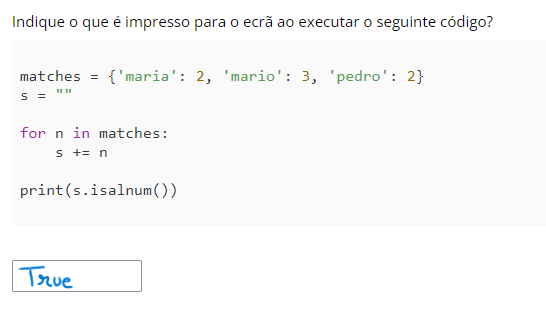 Indique o que é impresso para o ecrã ao executar o seguinte código?
matches = {'maria': 2, 'mario': 3, 'pedro': 2}
s = ""
for n in matches:
    s += n
print(s.isalnum())
True